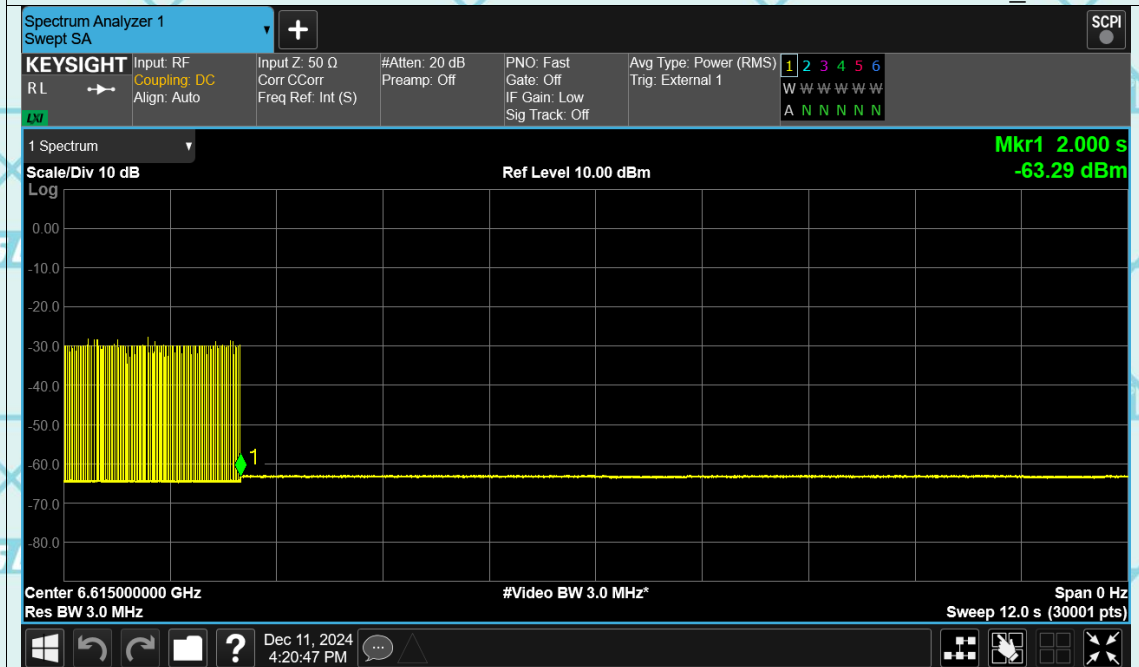 Spectrum Analyzer 1
Swept SA
+
SCPI
KEYSIGHT
RL
LXI
Input: RF
Coupling: DC
Align: Auto
Input Z: 50 Ω
Corr CCorr
Freq Ref: Int (S)
#Atten: 20 dB
Preamp: Off
PNO: Fast
Gate: Off
IF Gain: Low
Sig Track: Off
Avg Type: Power (RMS)
Trig: External 1
1 2 3 4 5 6
W W W W W W
A N N N N N
1 Spectrum
Mkr1 2.000 s
Scale/Div 10 dB
Ref Level 10.00 dBm
-63.29 dBm
Log
0.00
-10.0
-20.0
-30.0
-40.0
-50.0
1
-60.0
-70.0
-80.0
Center 6.615000000 GHz
#Video BW 3.0 MHz*
Span 0 Hz
Res BW 3.0 MHz
Sweep 12.0 s (30001 pts)
?
Dec 11, 2024
4:20:47 PM